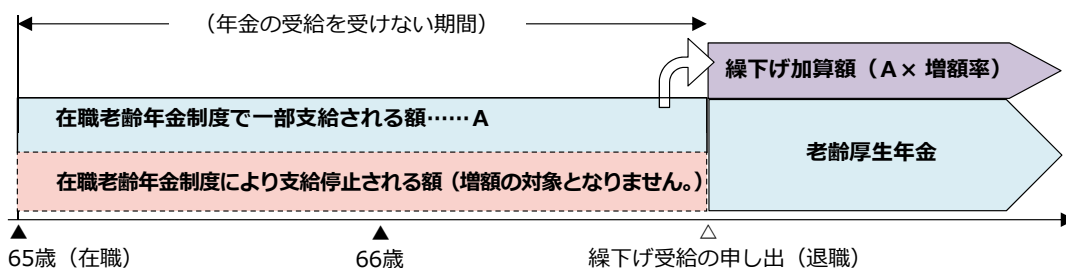 （年金の受給を受けない期間）
繰下げ加算額（A× 増額率）
在職老齢年金制度で一部支給される額……A
老齢厚生年金
在職老齢年金制度により支給停止される額（増額の対象となりません。）
65歳（在職）
66歳
繰下げ受給の申し出（退職）